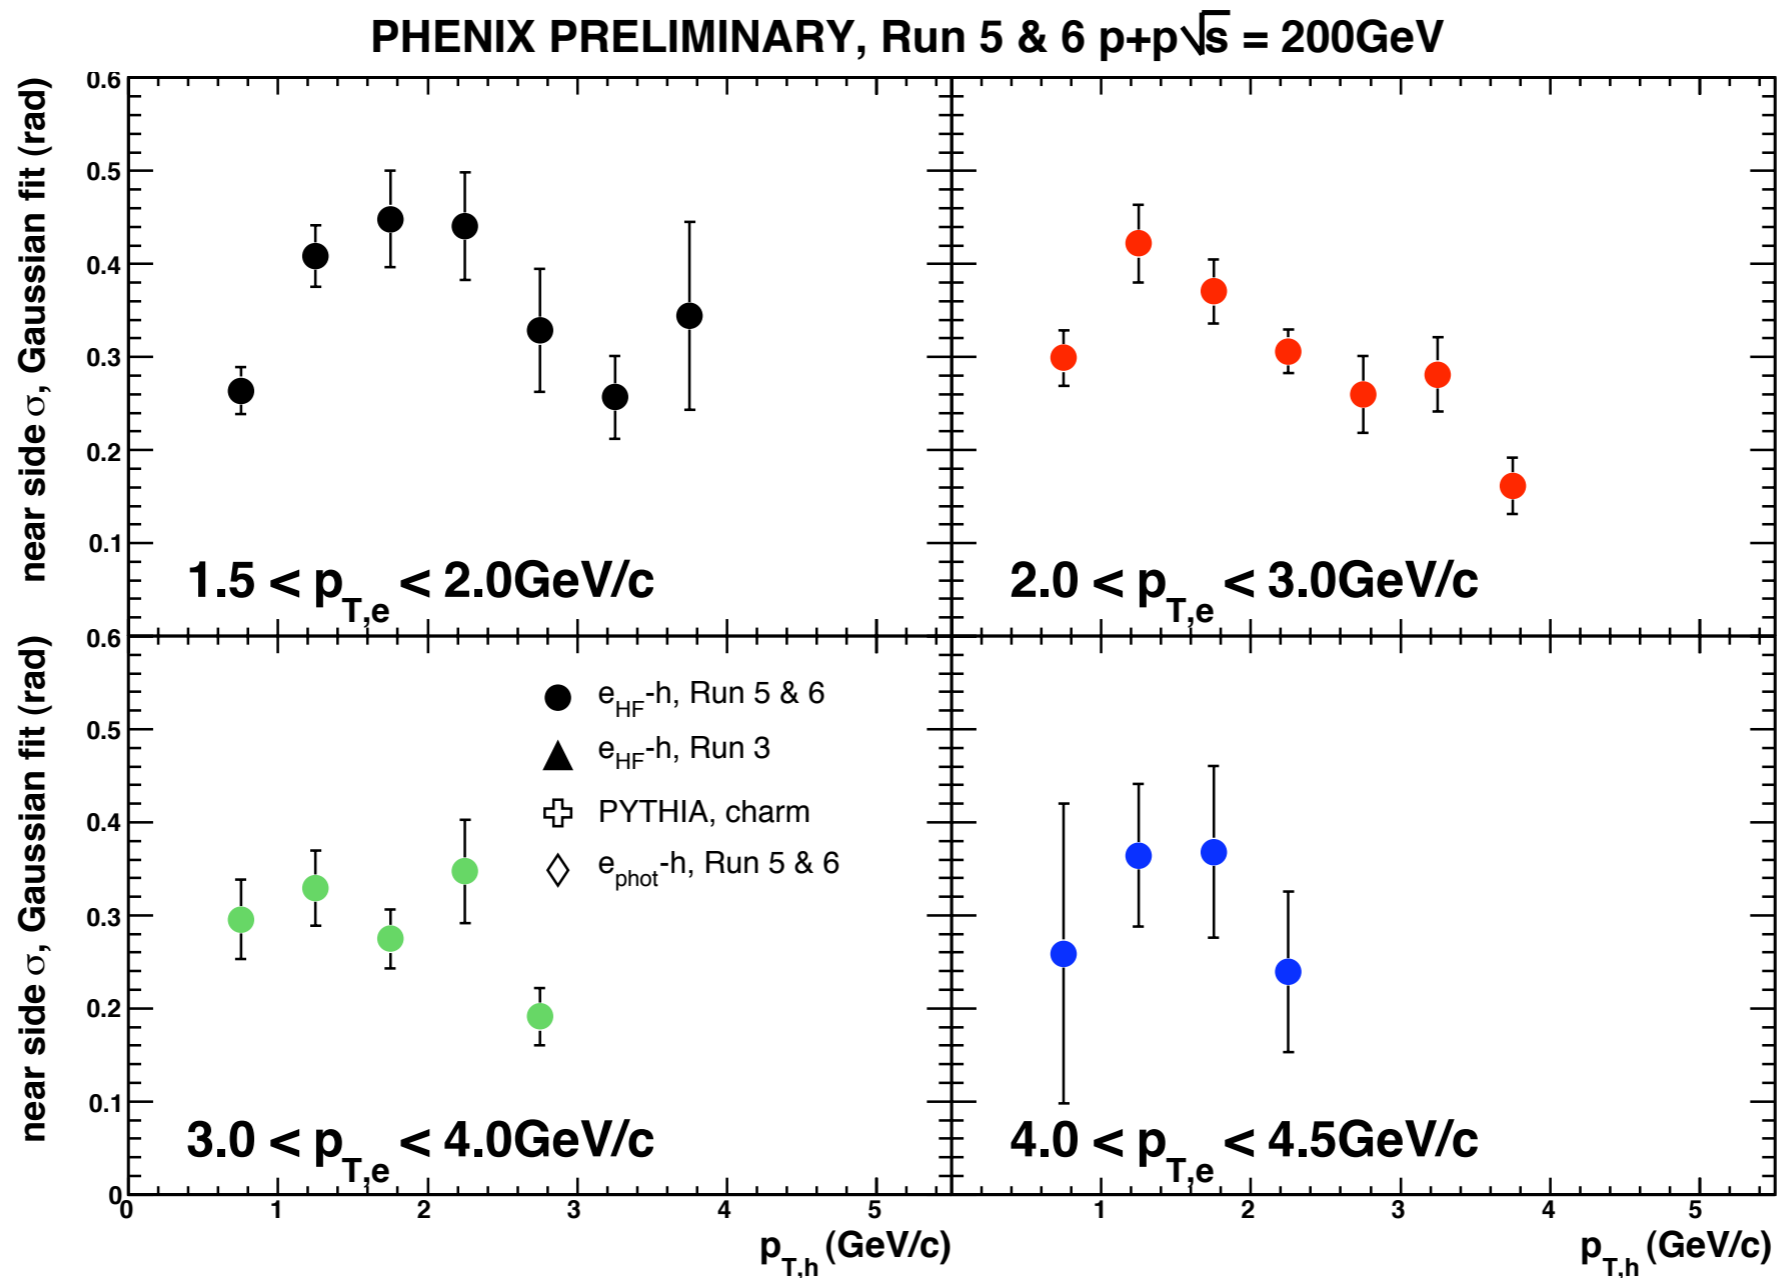 PHENIX PRELIMINARY, Run 5 & 6 p+p√s = 200GeV
near side σ, Gaussian fit (rad)
0.6
0.5
0.4
0.3
0.2
0.1
1.5 < pT,e < 2.0GeV/c
2.0 < pT,e < 3.0GeV/c
near side σ, Gaussian fit (rad)
0.6
0.5
0.4
0.3
0.2
0.1
0
eHF-h, Run 5 & 6
eHF-h, Run 3
PYTHIA, charm
ephot-h, Run 5 & 6
3.0 < pT,e < 4.0GeV/c
4.0 < pT,e < 4.5GeV/c
0 1 2 3 4 5
1 2 3 4 5
pT,h (GeV/c)
pT,h (GeV/c)